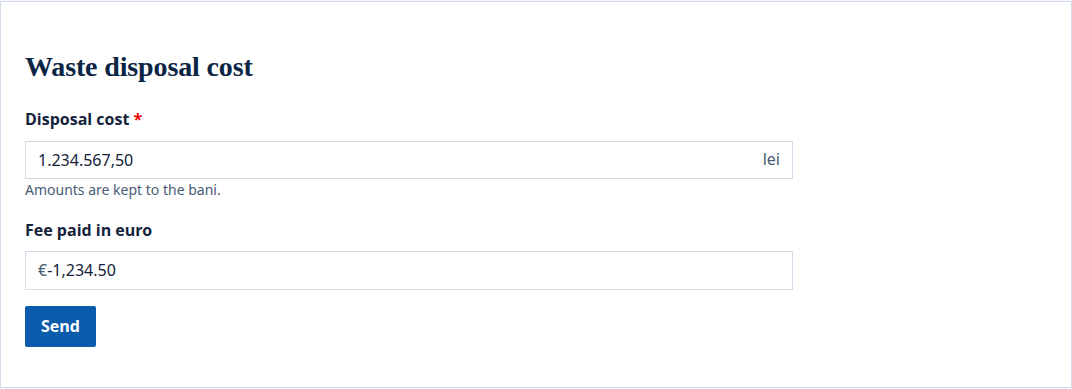 Waste disposal cost
Disposal cost *
1.234.567,50 lei
Amounts are kept to the bani.
Fee paid in euro
€-1,234.50
Send